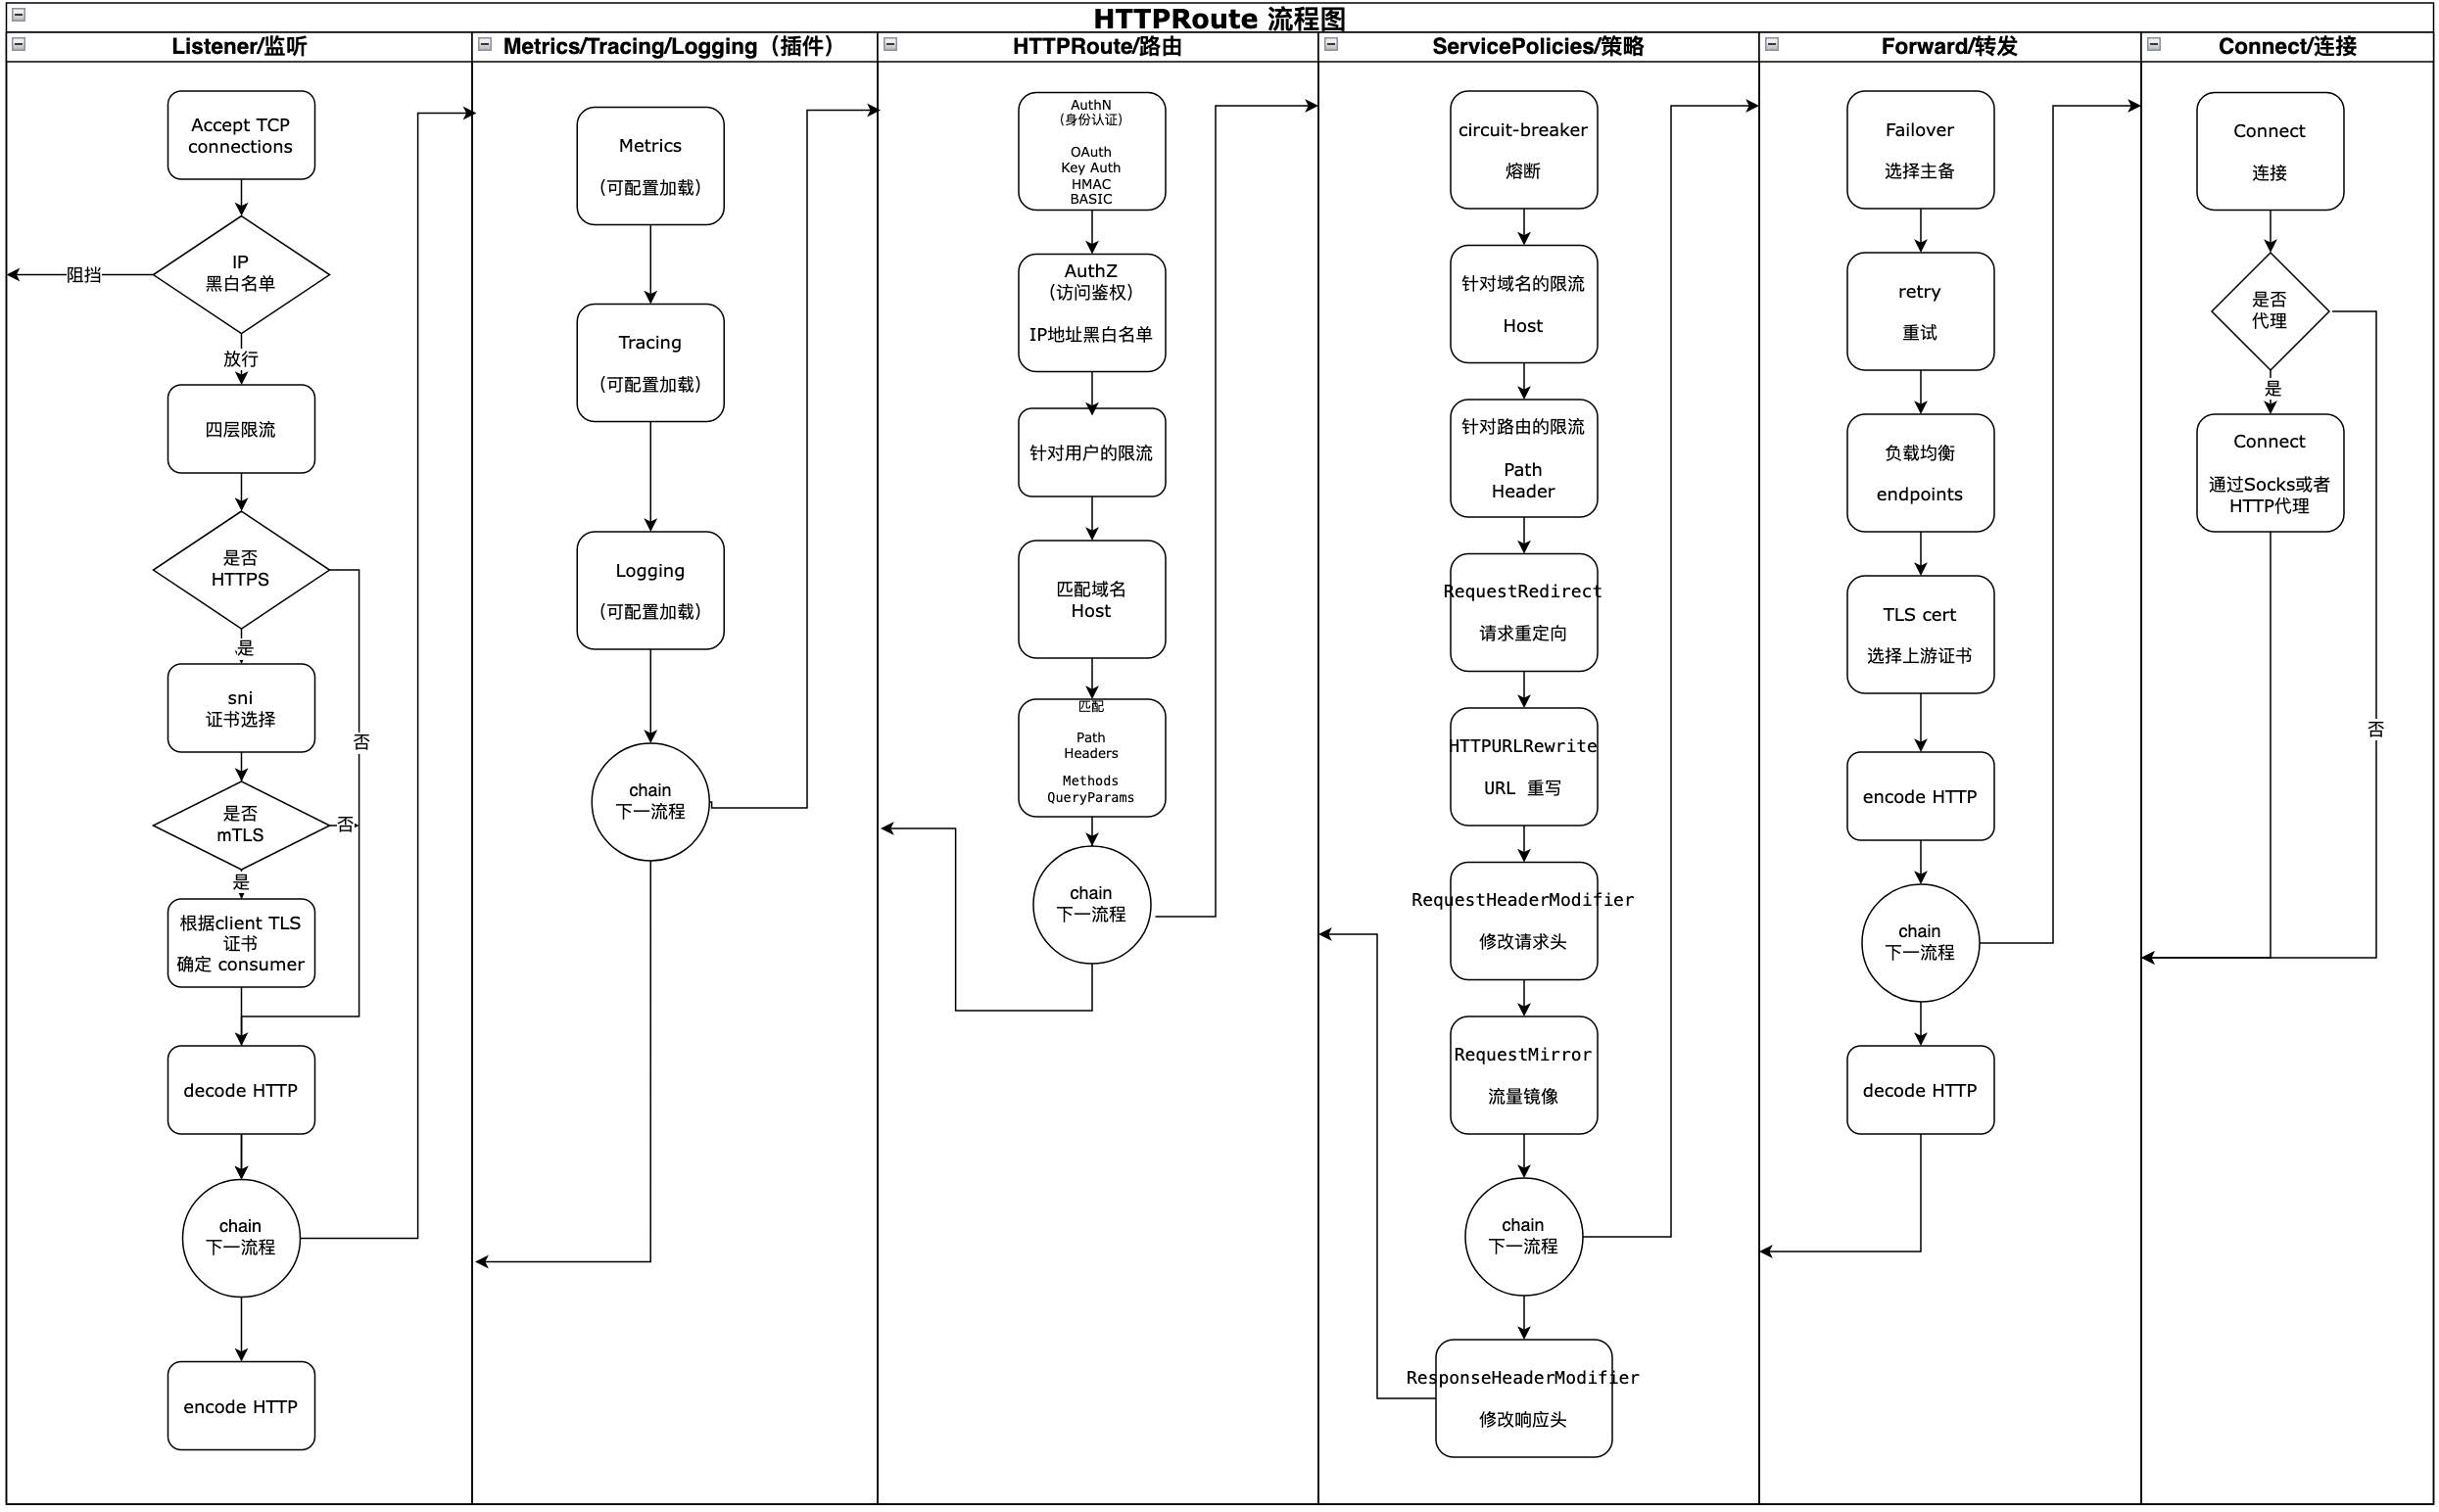 HTTPRoute 流程图
Listener/监听
Accept TCP
connections
IP
黑白名单
阻挡
放行
四层限流
是否
HTTPS
是
否
sni
证书选择
是否
mTLS
否
是
根据client TLS
证书
确定 consumer
decode HTTP
chain
下一流程
encode HTTP
Metrics/Tracing/Logging（插件）
Metrics
（可配置加载）
Tracing
（可配置加载）
Logging
（可配置加载）
chain
下一流程
HTTPRoute/路由
AuthN
(身份认证)
OAuth
Key Auth
HMAC
BASIC
AuthZ
（访问鉴权）
IP地址黑白名单
针对用户的限流
匹配域名
Host
匹配
Path
Headers
Methods
QueryParams
chain
下一流程
ServicePolicies/策略
circuit-breaker
熔断
针对域名的限流
Host
针对路由的限流
Path
Header
RequestRedirect
请求重定向
HTTPURLRewrite
URL 重写
RequestHeaderModifier
修改请求头
RequestMirror
流量镜像
chain
下一流程
ResponseHeaderModifier
修改响应头
Forward/转发
Failover
选择主备
retry
重试
负载均衡
endpoints
TLS cert
选择上游证书
encode HTTP
chain
下一流程
decode HTTP
Connect/连接
Connect
连接
是否
代理
是
Connect
通过Socks或者
HTTP代理
否